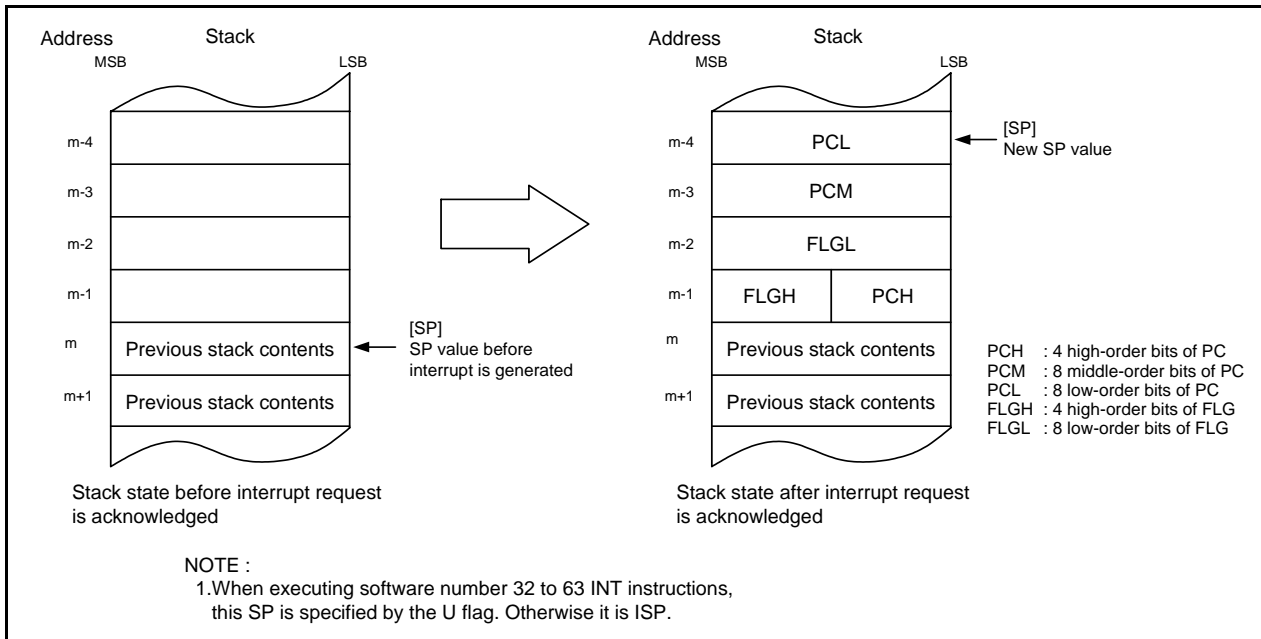 Address Stack
MSB LSB
m-4
m-3
m-2
m-1
m Previous stack contents
m+1 Previous stack contents
[SP]
SP value before
interrupt is generated
Stack state before interrupt request
is acknowledged
Address Stack
MSB LSB
m-4 PCL
m-3 PCM
m-2 FLGL
m-1 FLGH PCH
m Previous stack contents
m+1 Previous stack contents
[SP]
New SP value
PCH : 4 high-order bits of PC
PCM : 8 middle-order bits of PC
PCL : 8 low-order bits of PC
FLGH : 4 high-order bits of FLG
FLGL : 8 low-order bits of FLG
Stack state after interrupt request
is acknowledged
NOTE :
1.When executing software number 32 to 63 INT instructions,
this SP is specified by the U flag. Otherwise it is ISP.